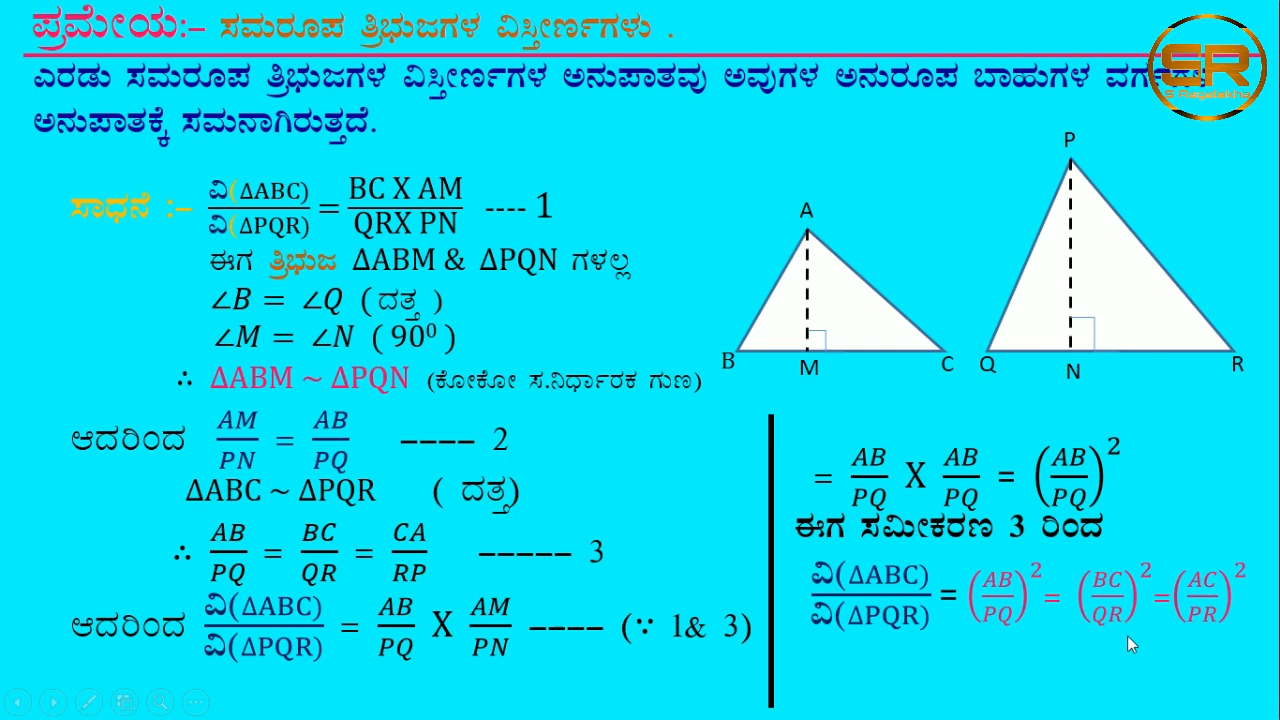 ಪ್ರಮೇಯ:– ಸಮರೂಪ ತ್ರಿಭುಜಗಳ ವಿಸ್ತೀರ್ಣಗಳು .
SR
ಎರಡು ಸಮರೂಪ ತ್ರಿಭುಜಗಳ ವಿಸ್ತೀರ್ಣಗಳ ಅನುಪಾತವು ಅವುಗಳ ಅನುರೂಪ ಬಾಹುಗಳ
ಅನುಪಾತಕ್ಕೆ ಸಮನಾಗಿರುತ್ತದೆ.
ಸಾಧನೆ :– ವಿ(ΔABC)/ವಿ(ΔPQR) = BC X AM/QRX PN ---- 1
ಈಗ ತ್ರಿಭುಜ ΔABM & ΔPQN ಗಳಲ್ಲ
∠B = ∠Q ( ದತ್ತ )
∠M = ∠N ( 90⁰ )
∴ ΔABM ~ ΔPQN (ಕೋಕೋ ಸ.ನಿರ್ಧಾರಕ ಗುಣ)
ಆದರಿಂದ AM/PN = AB/PQ –––– 2
ΔABC ~ ΔPQR ( ದತ್ತ)
∴ AB/PQ = BC/QR = CA/RP ––––– 3
ಆದರಿಂದ ವಿ(ΔABC)/ವಿ(ΔPQR) = AB/PQ X AM/PN –––– (∵ 1& 3)
A
B
M
C
P
Q
N
R
= AB/PQ X AB/PQ = (AB/PQ)²
ಈಗ ಸಮೀಕರಣ 3 ರಿಂದ
ವಿ(ΔABC)/ವಿ(ΔPQR) = (AB/PQ)² = (BC/QR)² =(AC/PR)²